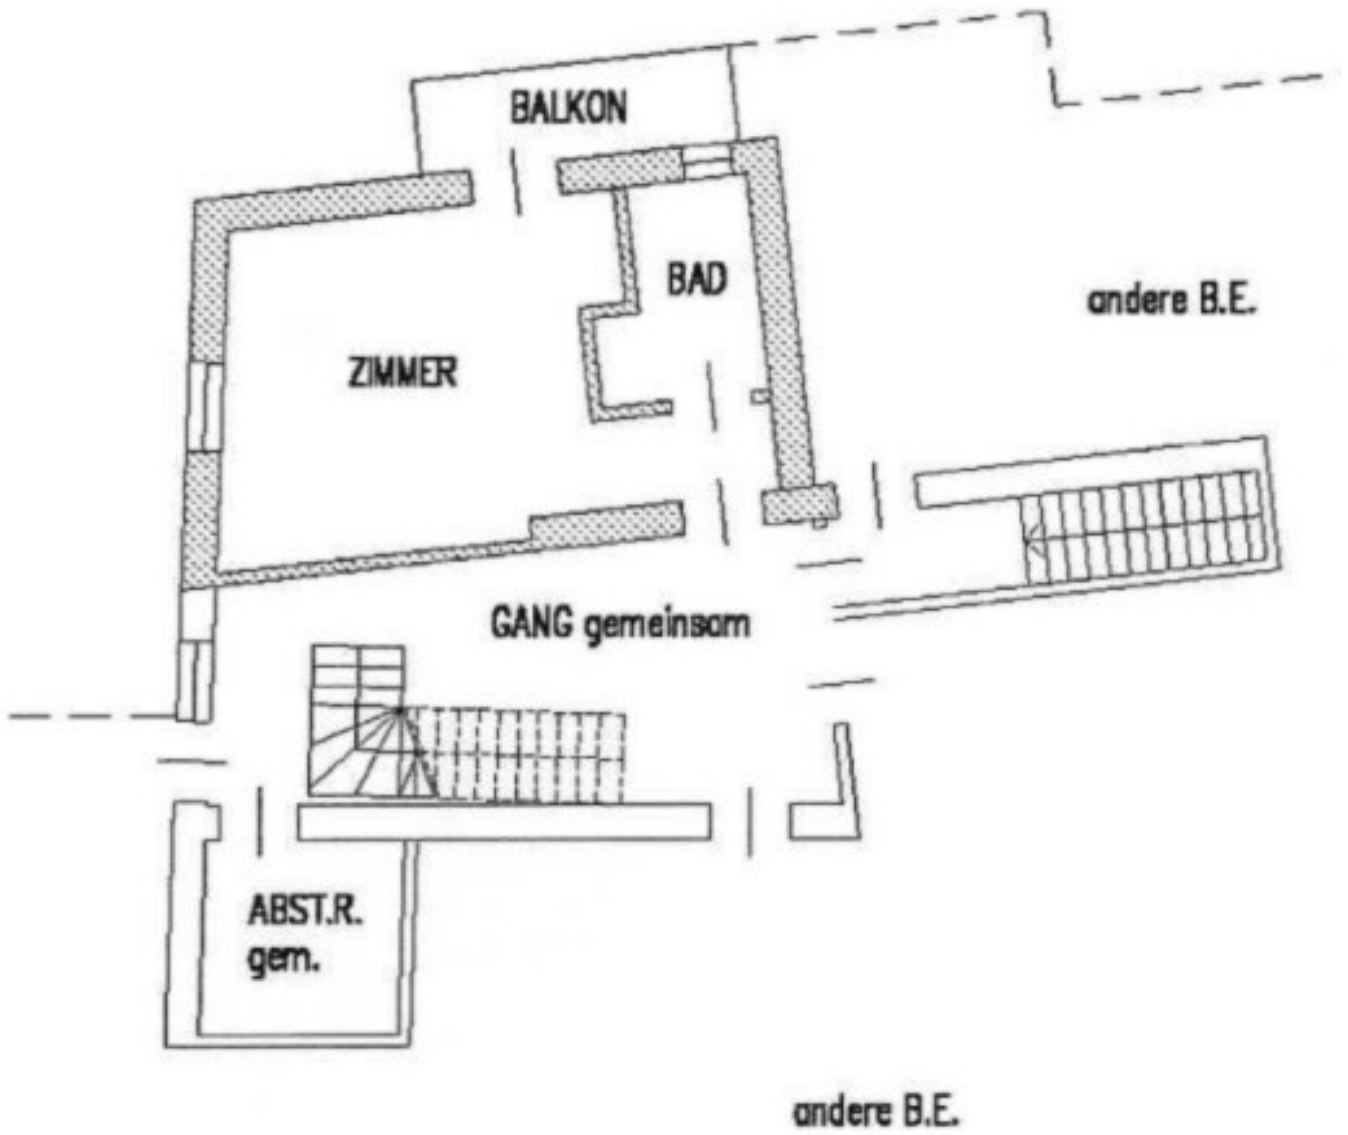 BALKON
BAD
andere B.E.
ZIMMER
GANG gemeinsam
ABST.R.
gem.
andere B.E.